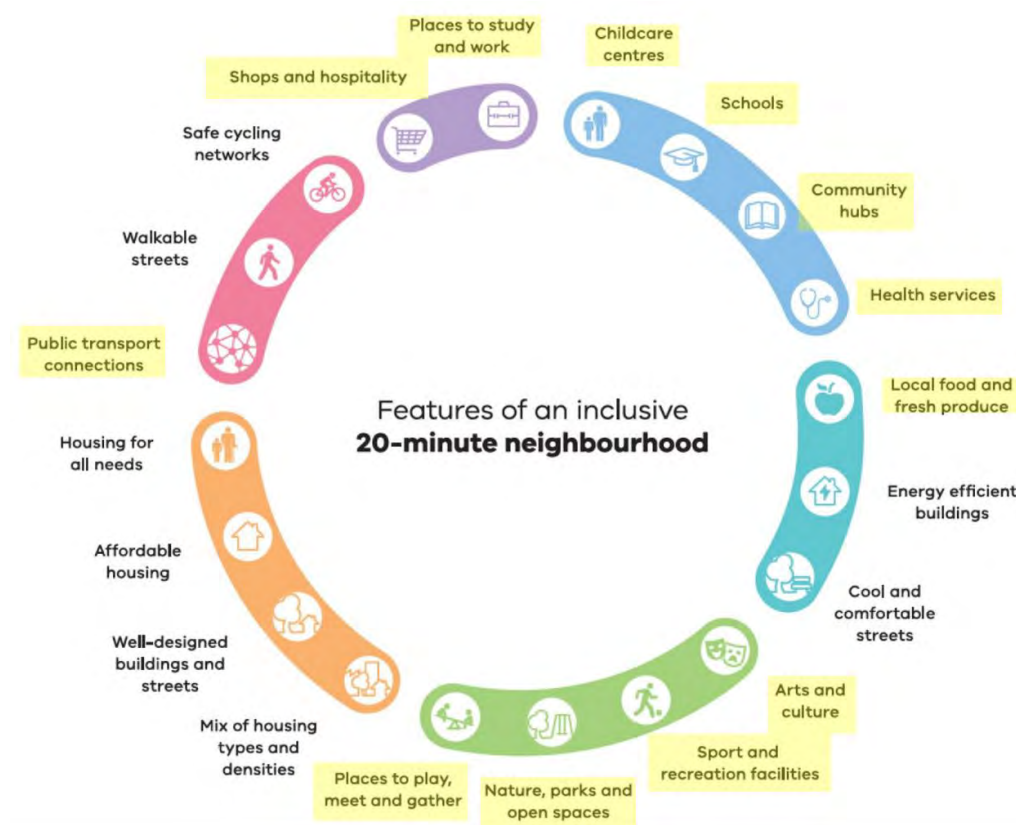 Places to study
and work
Childcare
centres
Shops and hospitality
Schools
Safe cycling
networks
Community
hubs
Walkable
streets
Health services
Public transport
connections
Local food and
fresh produce
Features of an inclusive
20-minute neighbourhood
Housing for
all needs
Energy efficient
buildings
Affordable
housing
Cool and
comfortable
streets
Well-designed
buildings and
streets
Arts and
culture
Mix of housing
types and
densities
Sport and
recreation facilities
Places to play,
meet and gather
Nature, parks and
open spaces